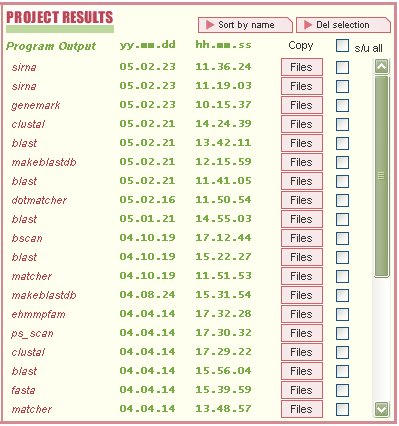 PROJECT RESULTS
Sort by name Del selection
Program Output yy.mm.dd hh.mm.ss Copy s/u all
sirna 05.02.23 11.36.24 Files
sirna 05.02.23 11.19.03 Files
genemark 05.02.23 10.15.37 Files
clustal 05.02.21 14.24.39 Files
blast 05.02.21 13.42.11 Files
makeblastdb 05.02.21 12.15.59 Files
blast 05.02.21 11.41.05 Files
dotmatcher 05.02.16 11.50.54 Files
blast 05.01.21 14.55.03 Files
bscan 04.10.19 17.12.44 Files
blast 04.10.19 15.22.27 Files
matcher 04.10.19 11.51.53 Files
makeblastdb 04.08.24 15.31.54 Files
ehmmpfam 04.04.14 17.32.28 Files
ps_scan 04.04.14 17.30.32 Files
clustal 04.04.14 17.29.22 Files
blast 04.04.14 15.56.04 Files
fasta 04.04.14 15.39.59 Files
matcher 04.04.14 13.48.57 Files